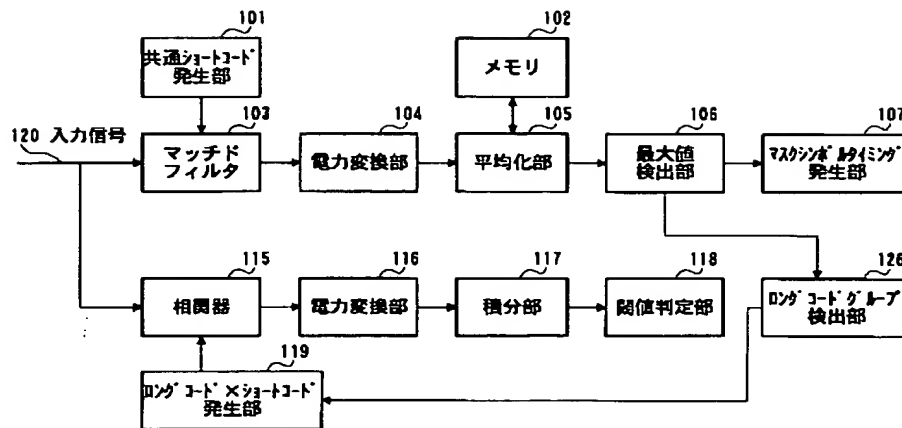 101
共通ショートコード
発生部
102
メモリ
120 入力信号
103
マッチド
フィルタ
104
電力変換部
105
平均化部
106
最大値
検出部
107
マスクシンボルタイミング
発生部
115
相関器
116
電力変換部
117
積分部
118
閾値判定部
126
ロングコードグループ
検出部
119
ロングコード×ショートコード
発生部